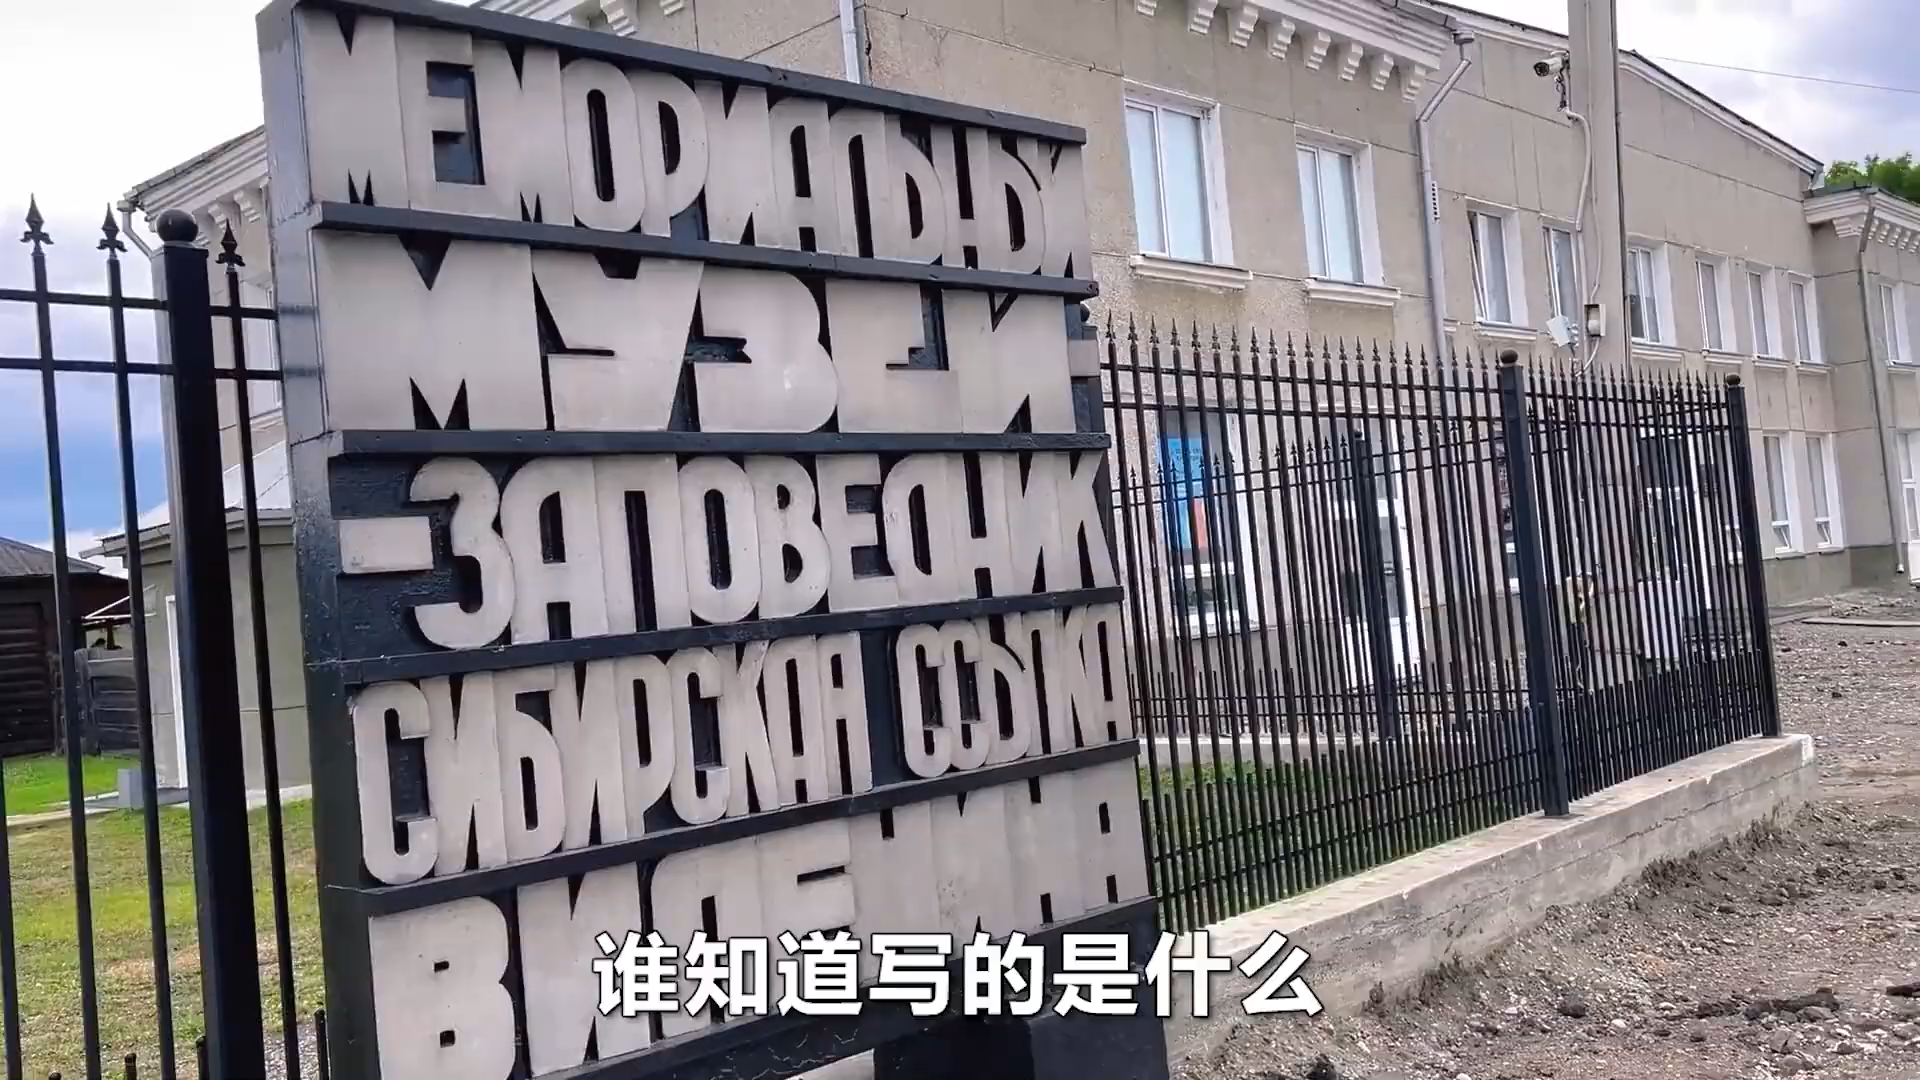 МЕМОРИАЛЬНЫЙ
МУЗЕЙ
-ЗАПОВЕДНИК
СИБИРСКАЯ ССЫЛКА
В И ЛЕНИНА
谁知道写的是什么